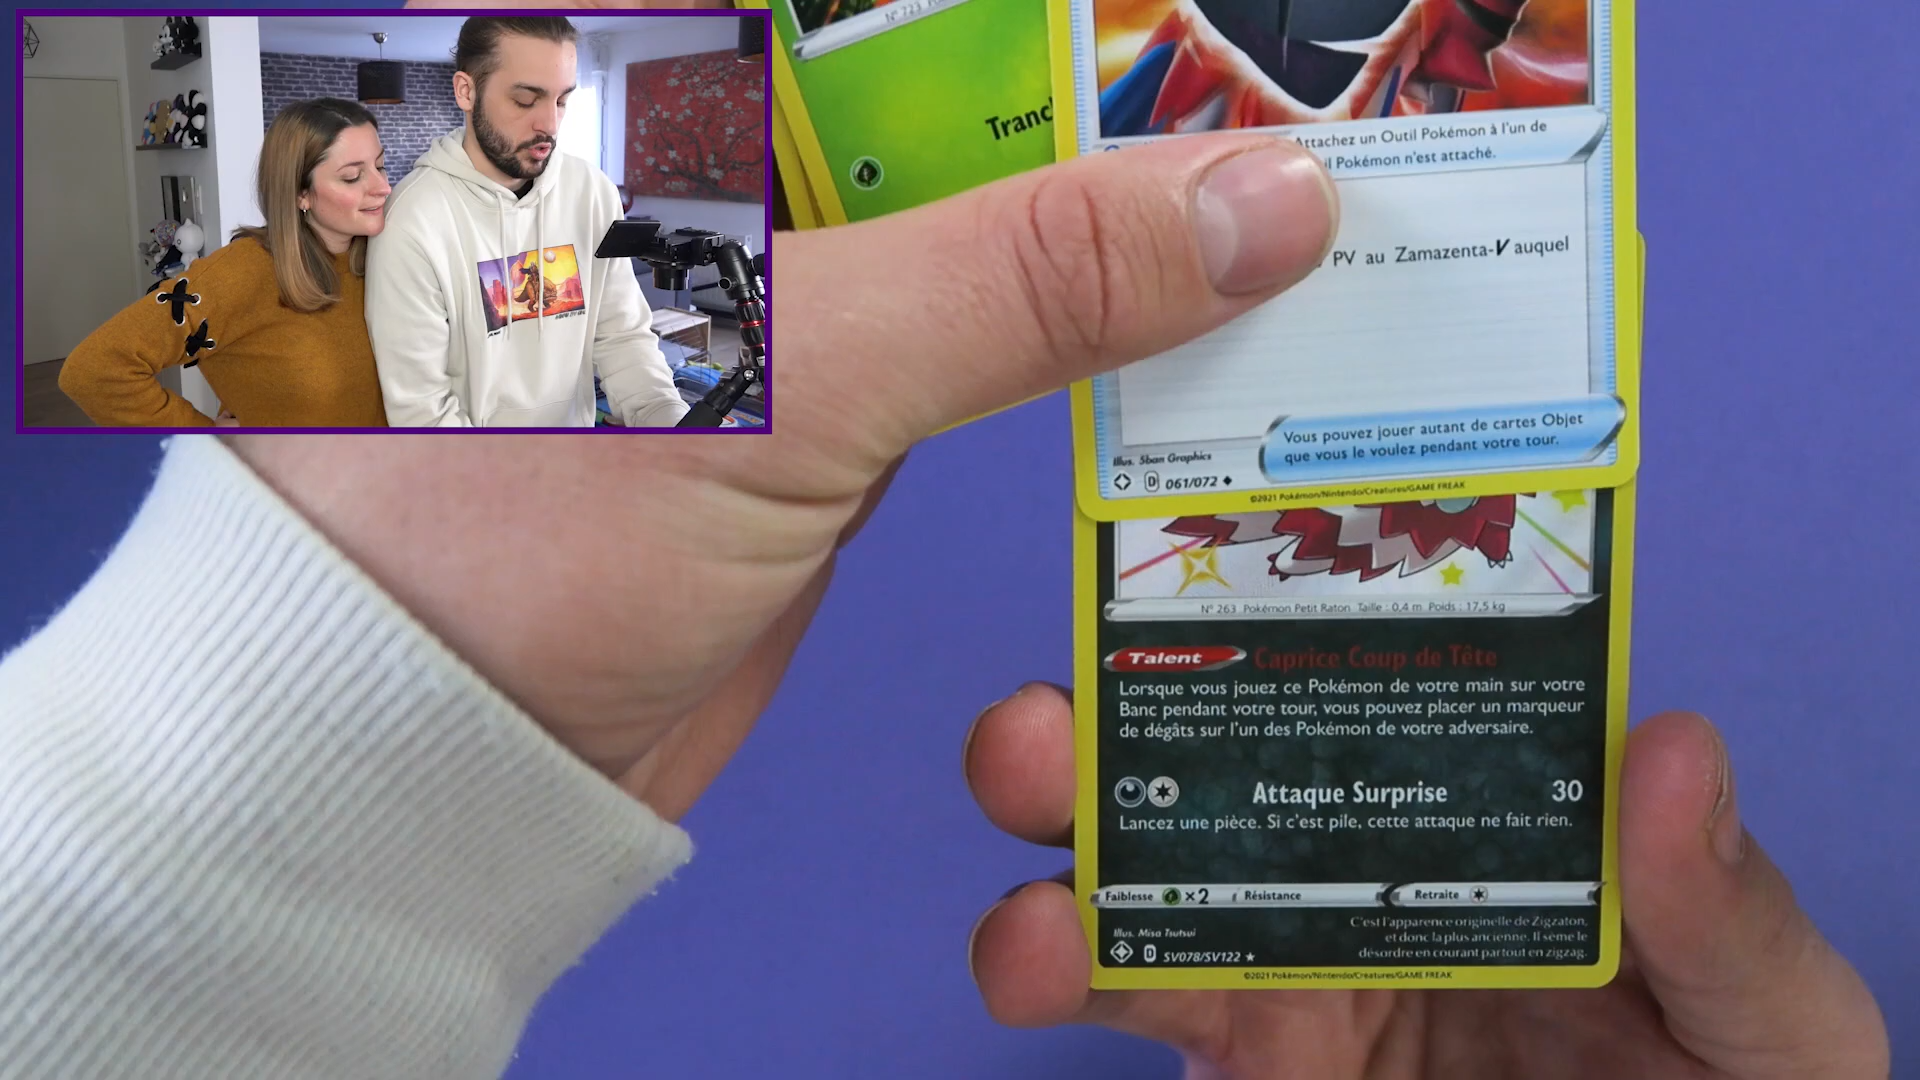 N° 723
Tranc
Attachez un Outil Pokémon à l'un de
il Pokémon n'est attaché.
PV au Zamazenta-V auquel
Vous pouvez jouer autant de cartes Objet
que vous le voulez pendant votre tour.
Illus. 5ban Graphics
D 061/072
©2021 Pokémon/Nintendo/Creatures/GAME FREAK
N° 263 Pokémon Petit Raton Taille : 0,4 m Poids : 17,5 kg
Talent Caprice Coup de Tête
Lorsque vous jouez ce Pokémon de votre main sur votre
Banc pendant votre tour, vous pouvez placer un marqueur
de dégâts sur l'un des Pokémon de votre adversaire.
Attaque Surprise 30
Lancez une pièce. Si c'est pile, cette attaque ne fait rien.
Faiblesse ×2 Résistance Retraite
Illus. Misa Tsutsui
C'est l'apparence originelle de Zigzaton,
et donc la plus ancienne. Il sème le
désordre en courant partout en zigzag.
D SV078/SV122 ★
©2021 Pokémon/Nintendo/Creatures/GAME FREAK